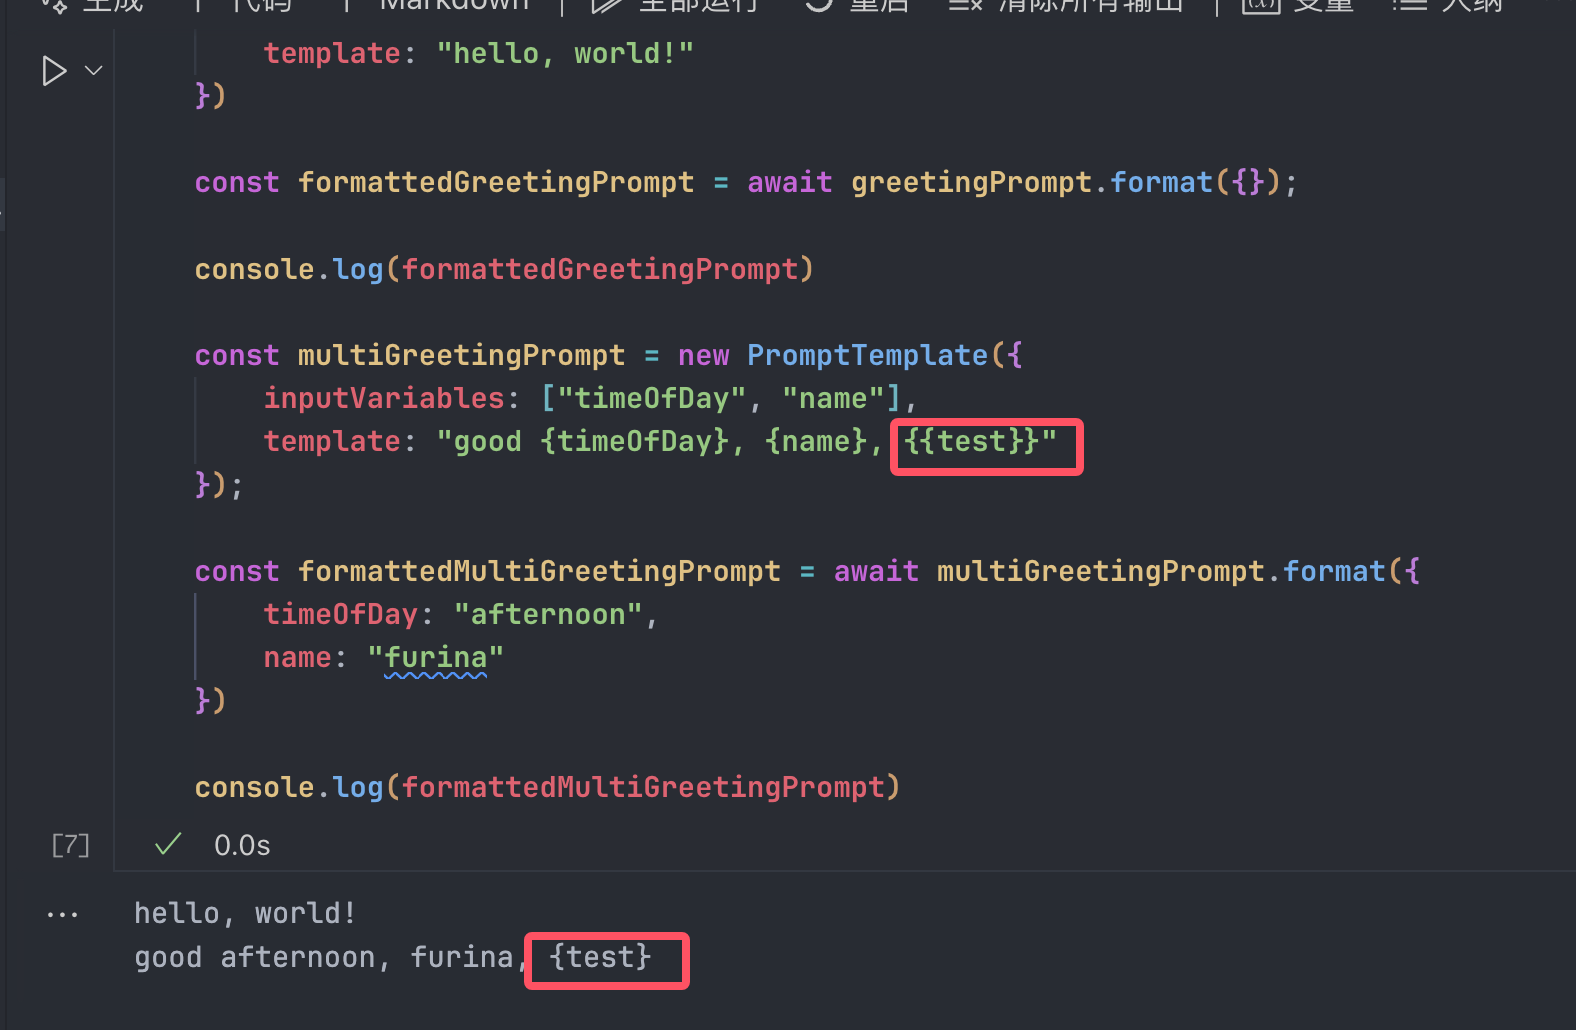 生成 代码 Markdown 全部运行 重启 清除所有输出 变量 大纲
template: "hello, world!"
})
const formattedGreetingPrompt = await greetingPrompt.format({});
console.log(formattedGreetingPrompt)
const multiGreetingPrompt = new PromptTemplate({
inputVariables: ["timeOfDay", "name"],
template: "good {timeOfDay}, {name}, {{test}}"
});
const formattedMultiGreetingPrompt = await multiGreetingPrompt.format({
timeOfDay: "afternoon",
name: "furina"
})
console.log(formattedMultiGreetingPrompt)
[7] 0.0s
hello, world!
good afternoon, furina, {test}